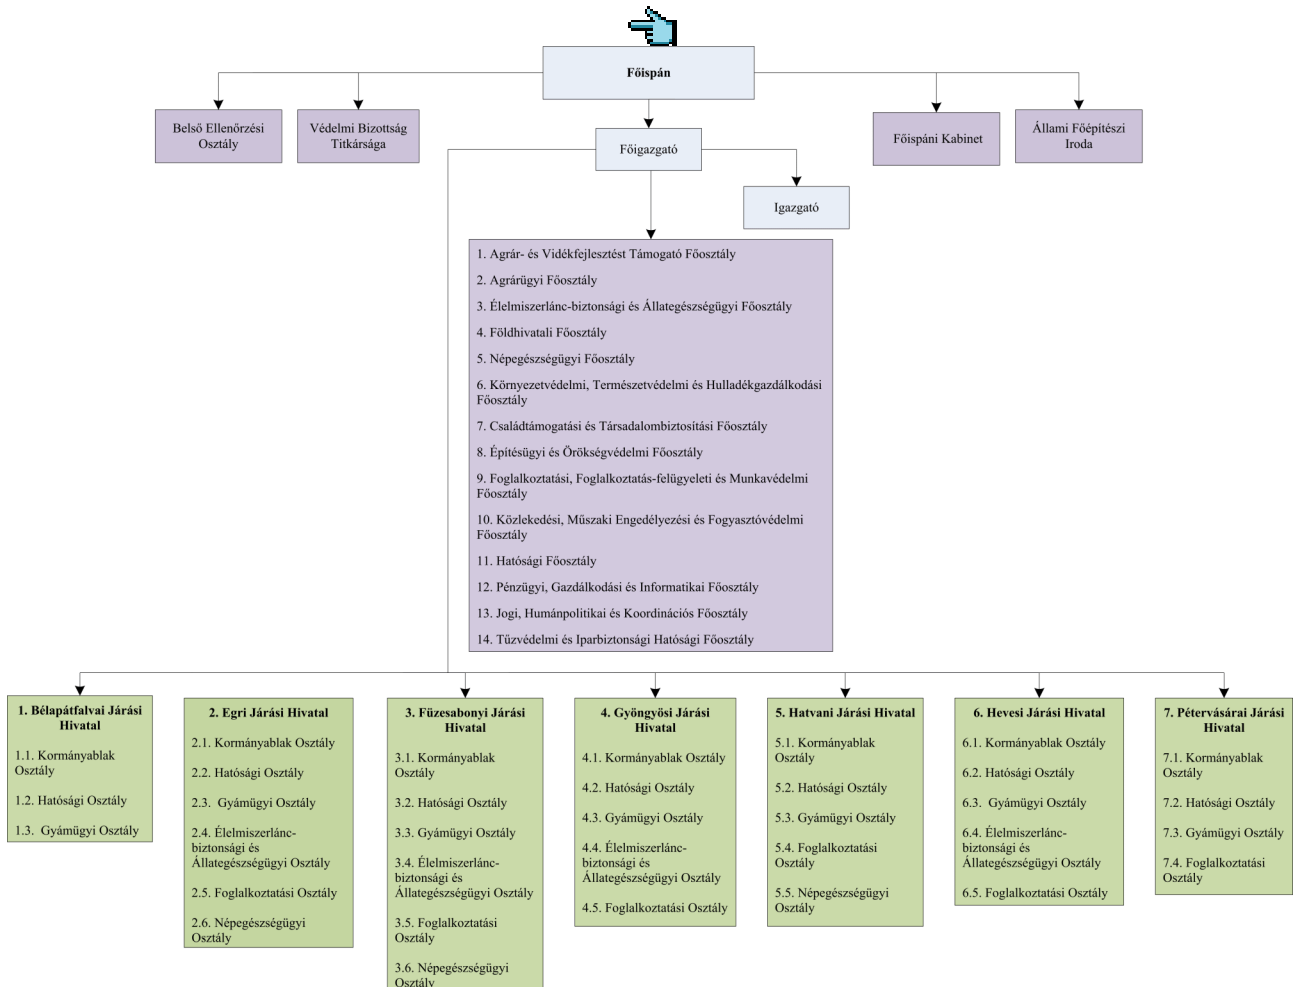 Főispán
Belső Ellenőrzési
Osztály
Védelmi Bizottság
Titkársága
Főispáni Kabinet
Állami Főépítészi
Iroda
Főigazgató
Igazgató
1. Agrár- és Vidékfejlesztést Támogató Főosztály
2. Agrárügyi Főosztály
3. Élelmiszerlánc-biztonsági és Állategészségügyi Főosztály
4. Földhivatali Főosztály
5. Népegészségügyi Főosztály
6. Környezetvédelmi, Természetvédelmi és Hulladékgazdálkodási
Főosztály
7. Családtámogatási és Társadalombiztosítási Főosztály
8. Építésügyi és Örökségvédelmi Főosztály
9. Foglalkoztatási, Foglalkoztatás-felügyeleti és Munkavédelmi
Főosztály
10. Közlekedési, Műszaki Engedélyezési és Fogyasztóvédelmi
Főosztály
11. Hatósági Főosztály
12. Pénzügyi, Gazdálkodási és Informatikai Főosztály
13. Jogi, Humánpolitikai és Koordinációs Főosztály
14. Tűzvédelmi és Iparbiztonsági Hatósági Főosztály
1. Bélapátfalvai Járási
Hivatal
1.1. Kormányablak
Osztály
1.2. Hatósági Osztály
1.3. Gyámügyi Osztály
2. Egri Járási Hivatal
2.1. Kormányablak Osztály
2.2. Hatósági Osztály
2.3. Gyámügyi Osztály
2.4. Élelmiszerlánc-
biztonsági és
Állategészségügyi Osztály
2.5. Foglalkoztatási Osztály
2.6. Népegészségügyi
Osztály
3. Füzesabonyi Járási
Hivatal
3.1. Kormányablak
Osztály
3.2. Hatósági Osztály
3.3. Gyámügyi Osztály
3.4. Élelmiszerlánc-
biztonsági és
Állategészségügyi Osztály
3.5. Foglalkoztatási
Osztály
3.6. Népegészségügyi
Osztály
4. Gyöngyösi Járási
Hivatal
4.1. Kormányablak Osztály
4.2. Hatósági Osztály
4.3. Gyámügyi Osztály
4.4. Élelmiszerlánc-
biztonsági és
Állategészségügyi Osztály
4.5. Foglalkoztatási Osztály
5. Hatvani Járási Hivatal
5.1. Kormányablak
Osztály
5.2. Hatósági Osztály
5.3. Gyámügyi Osztály
5.4. Foglalkoztatási
Osztály
5.5. Népegészségügyi
Osztály
6. Hevesi Járási Hivatal
6.1. Kormányablak Osztály
6.2. Hatósági Osztály
6.3. Gyámügyi Osztály
6.4. Élelmiszerlánc-
biztonsági és
Állategészségügyi Osztály
6.5. Foglalkoztatási Osztály
7. Pétervásárai Járási
Hivatal
7.1. Kormányablak
Osztály
7.2. Hatósági Osztály
7.3. Gyámügyi Osztály
7.4. Foglalkoztatási
Osztály